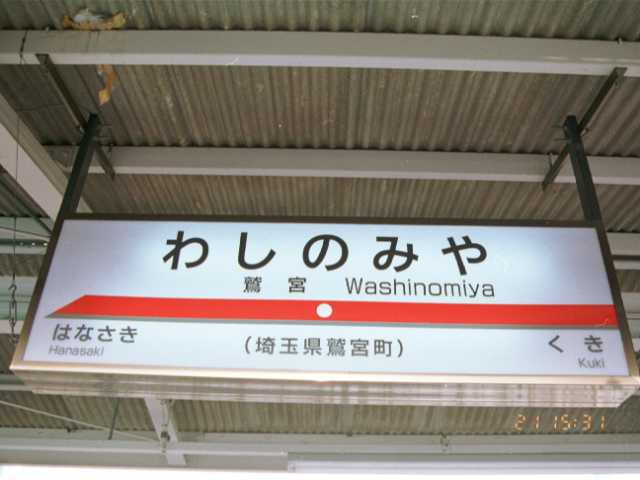 わしのみや
鷲宮 Washinomiya
はなさき
Hanasaki
(埼玉県鷲宮町)
くき
Kuki
21 15:31